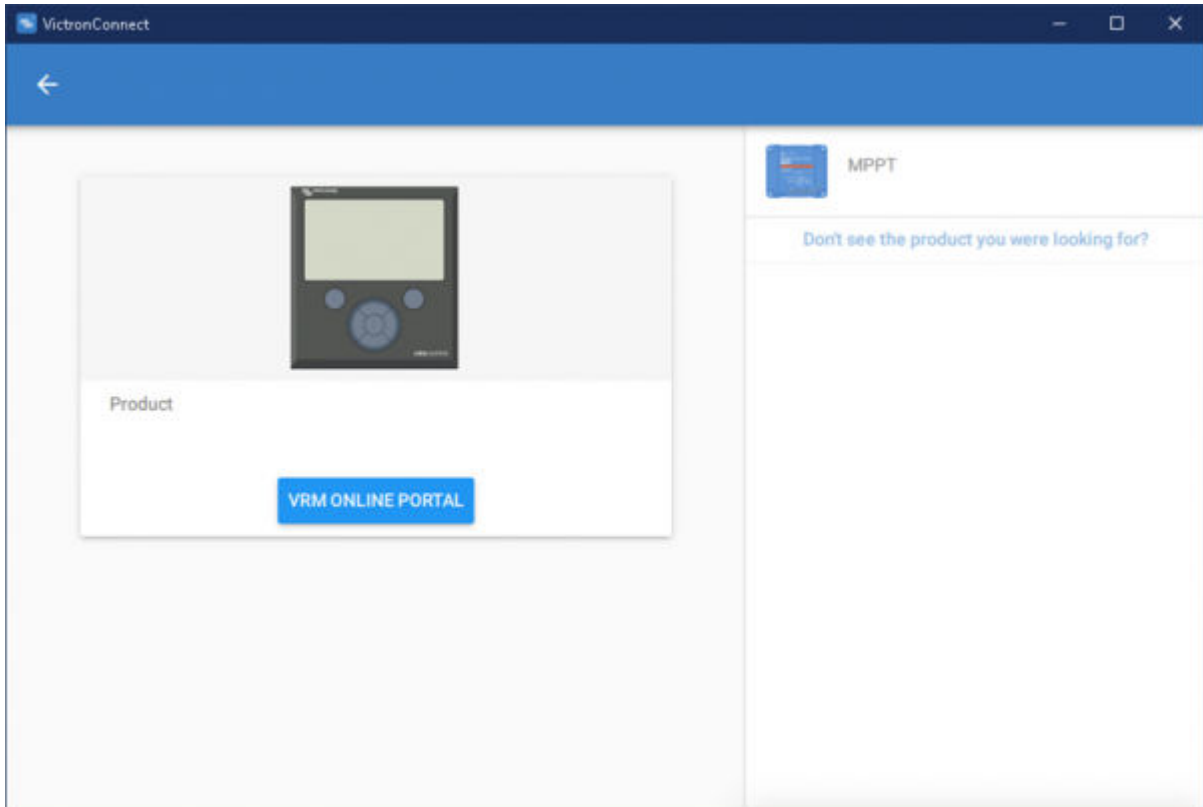 VictronConnect
MPPT
Don't see the product you were looking for?
Product
VRM ONLINE PORTAL